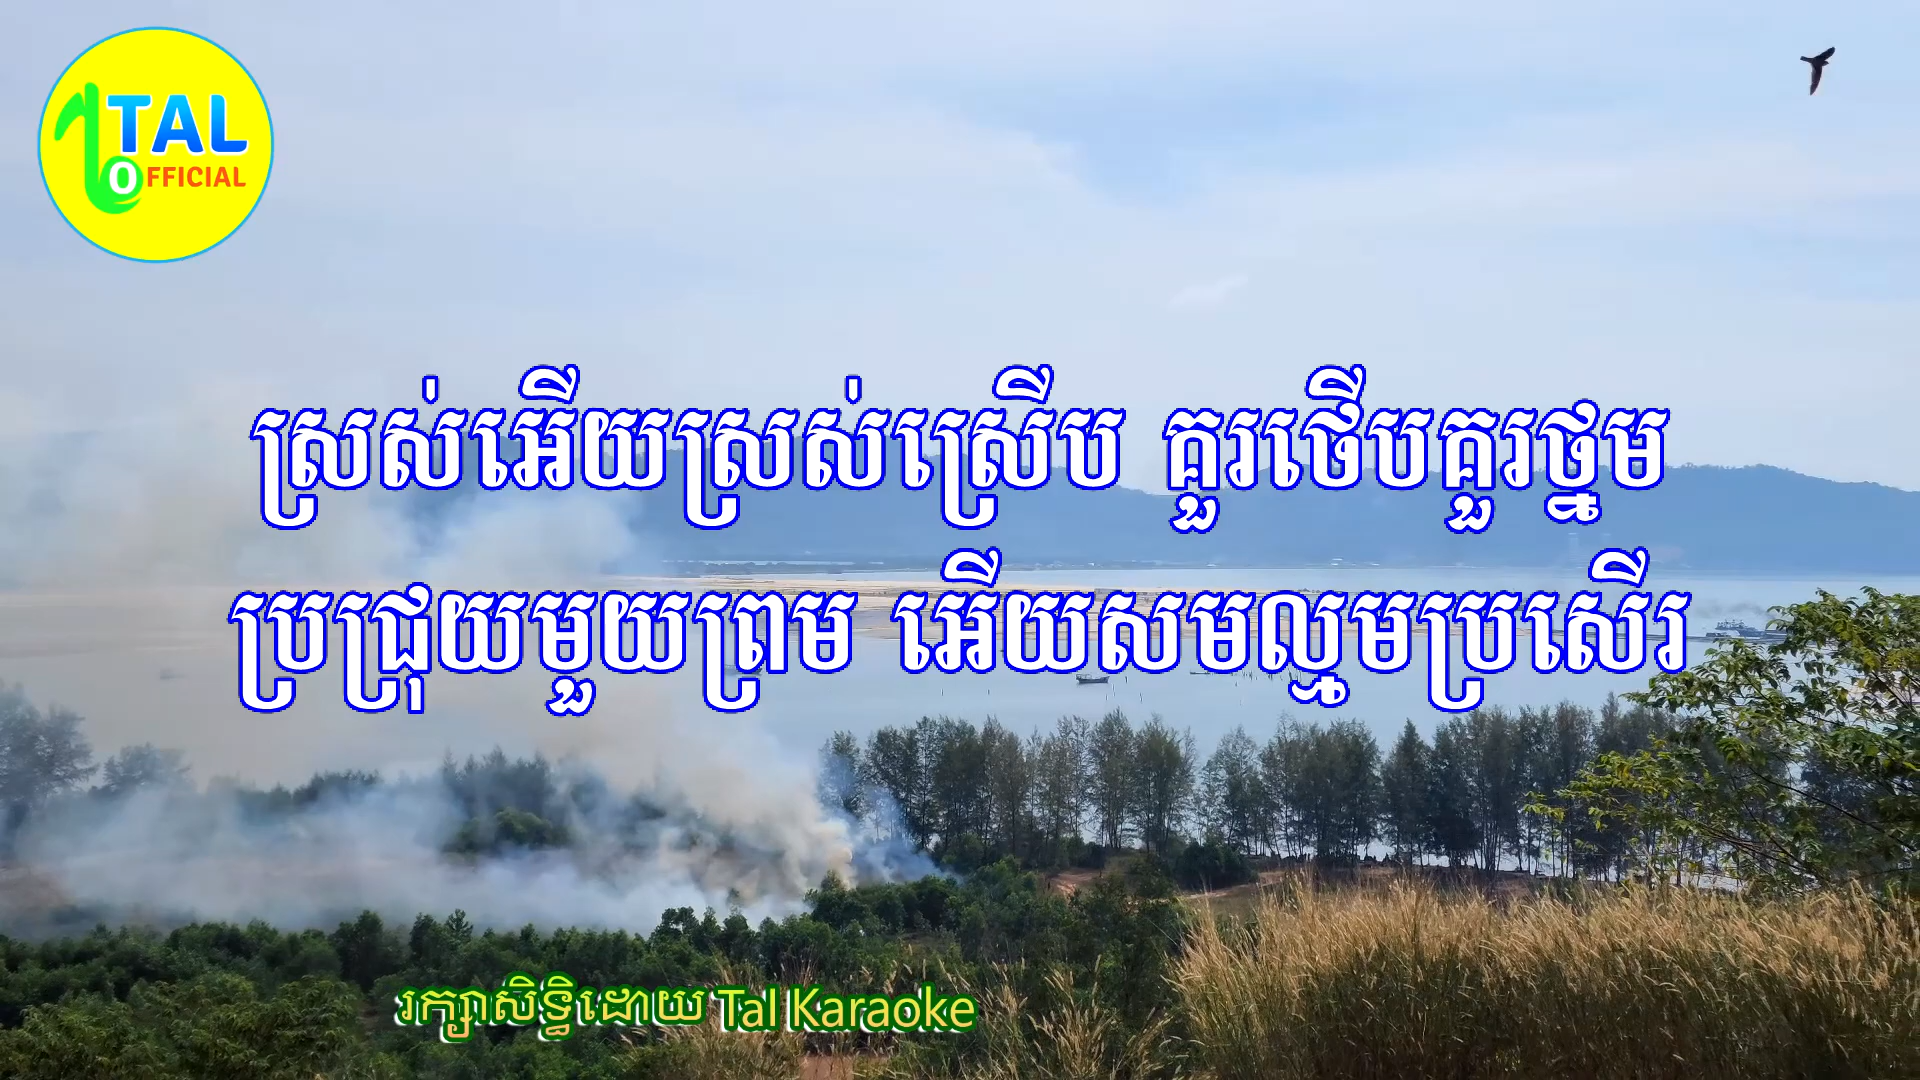 TAL
OFFICIAL
ស្រស់អើយស្រស់ស្រើប គួរថើបគួរថ្នម
ប្រជ្រុយមួយព្រម អើយសមល្មមប្រសើរ
រក្សាសិទ្ធិដោយ Tal Karaoke